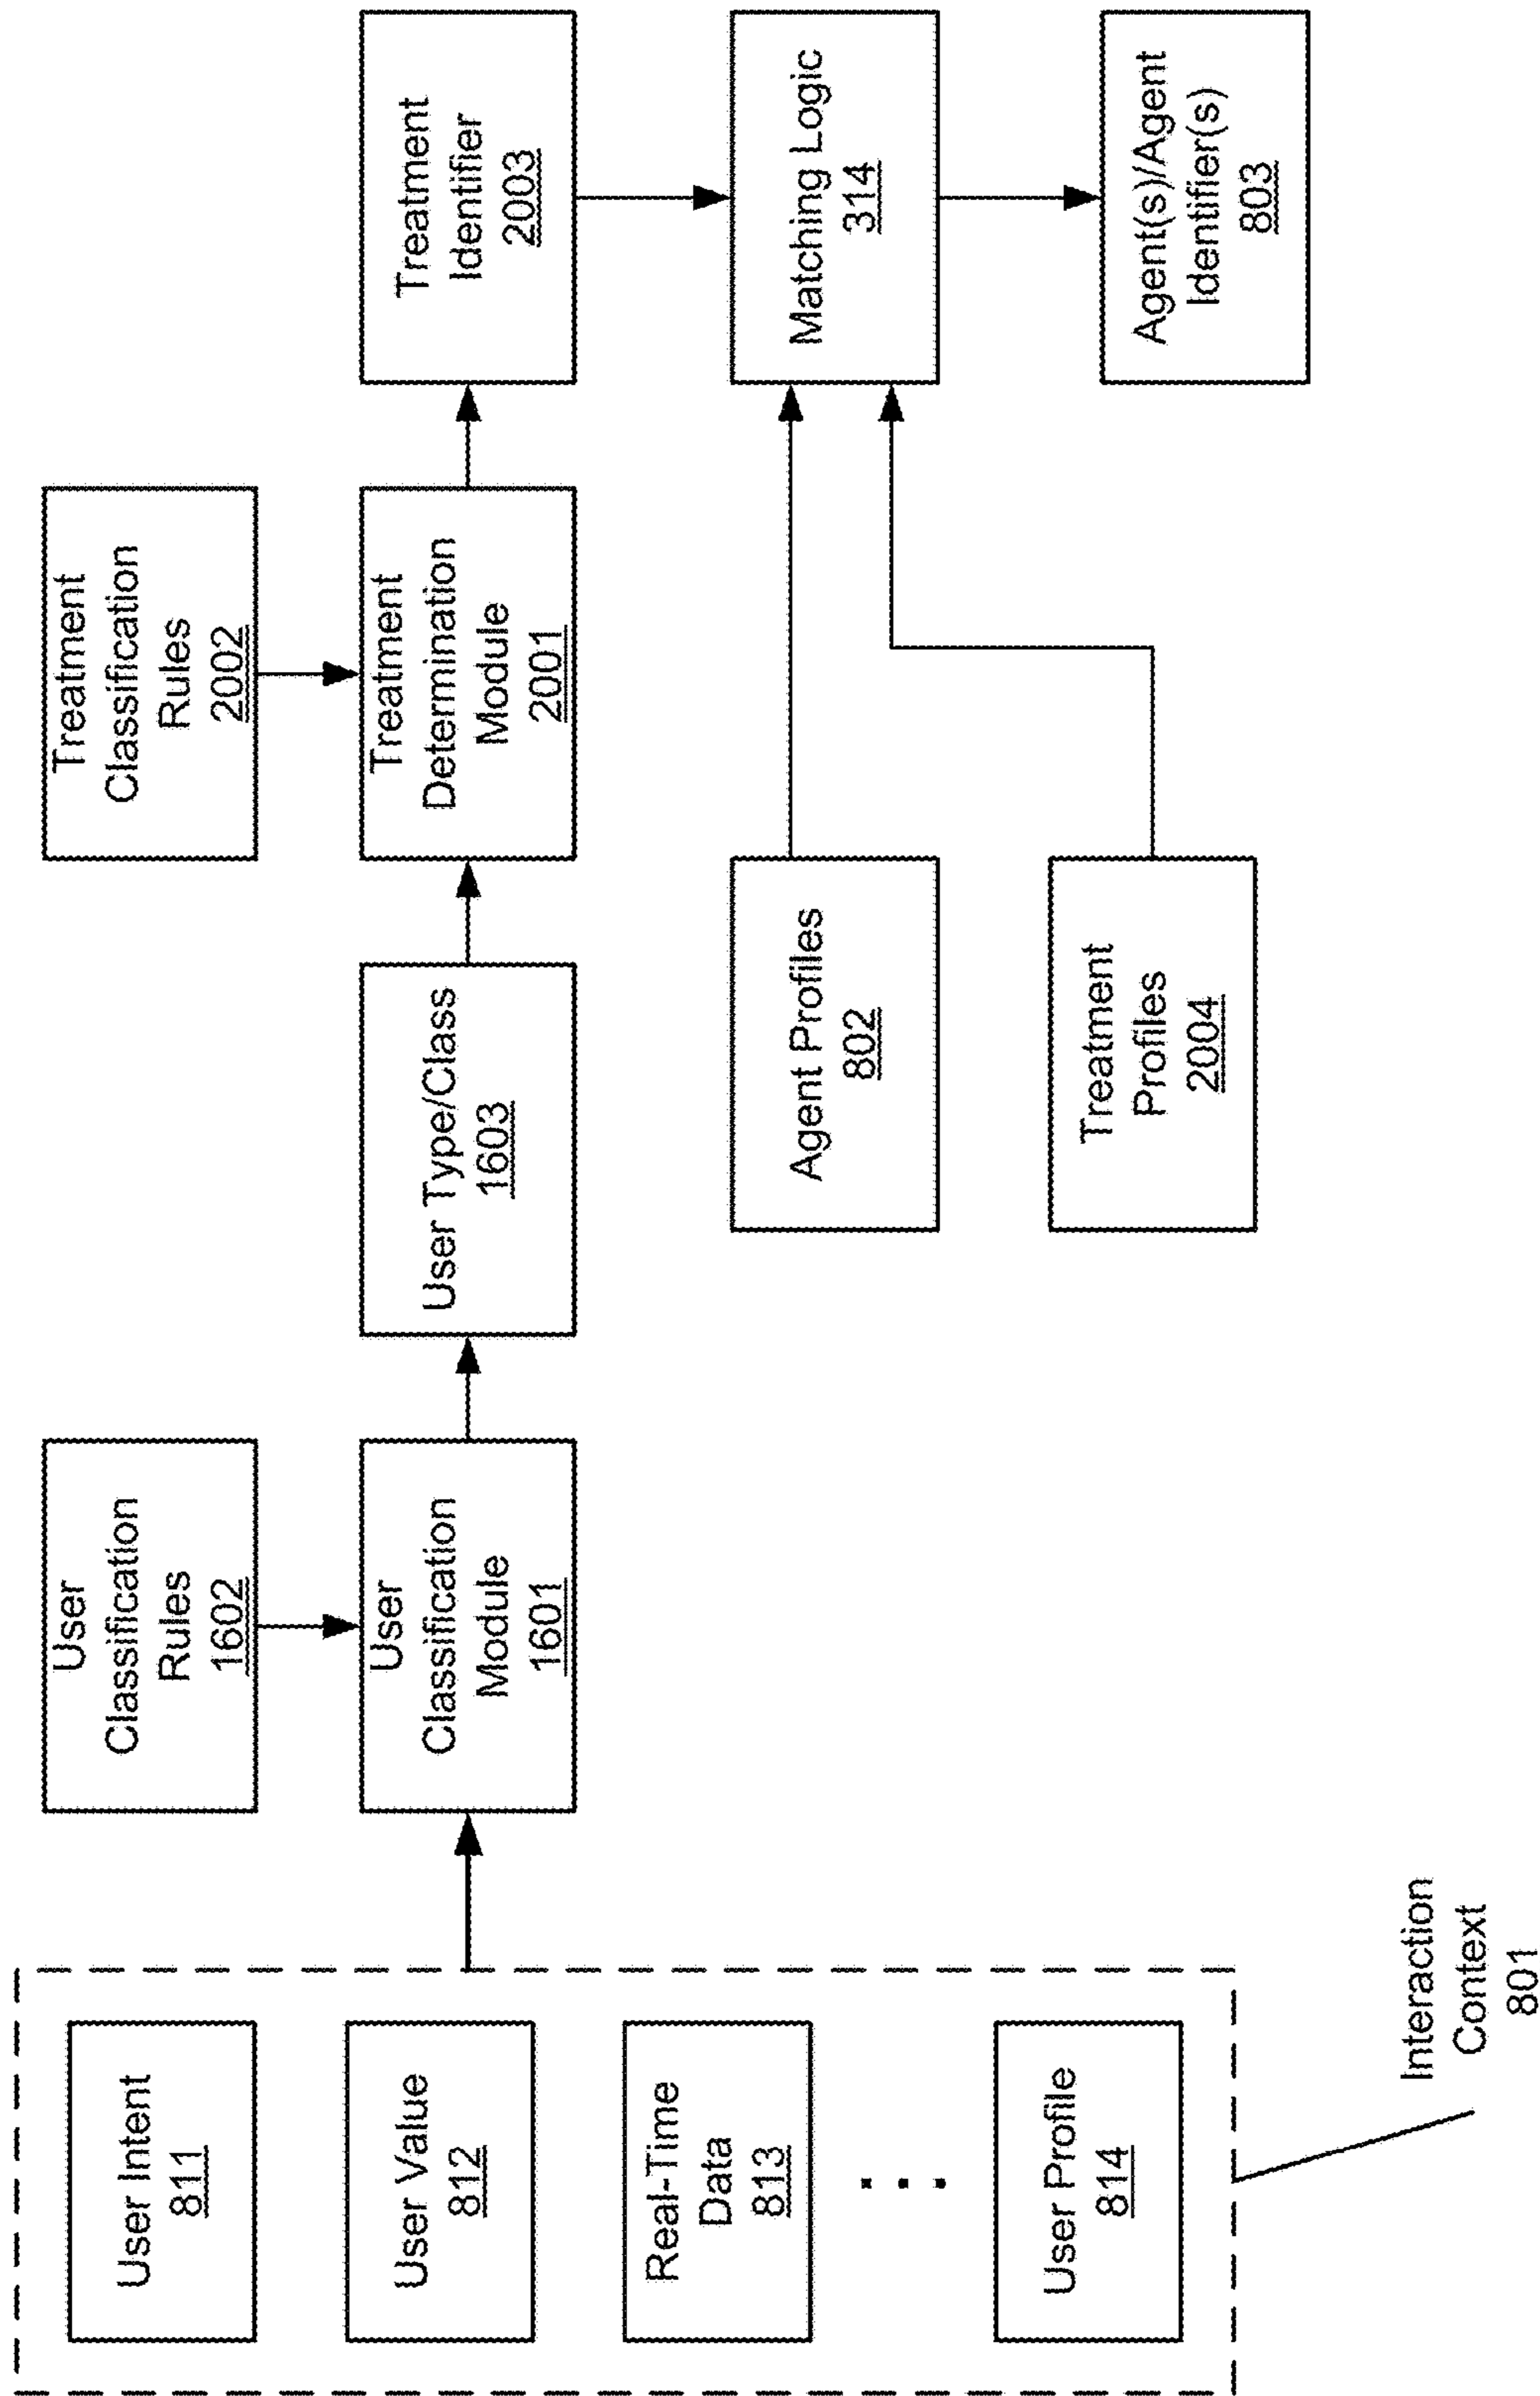 User Intent
811
User Value
812
Real-Time
Data
813
User Profile
814
Interaction
Context
801
User
Classification
Rules
1602
User
Classification
Module
1601
User Type/Class
1603
Treatment
Classification
Rules
2002
Treatment
Determination
Module
2001
Treatment
Identifier
2003
Agent Profiles
802
Treatment
Profiles
2004
Matching Logic
314
Agent(s)/Agent
Identifier(s)
803